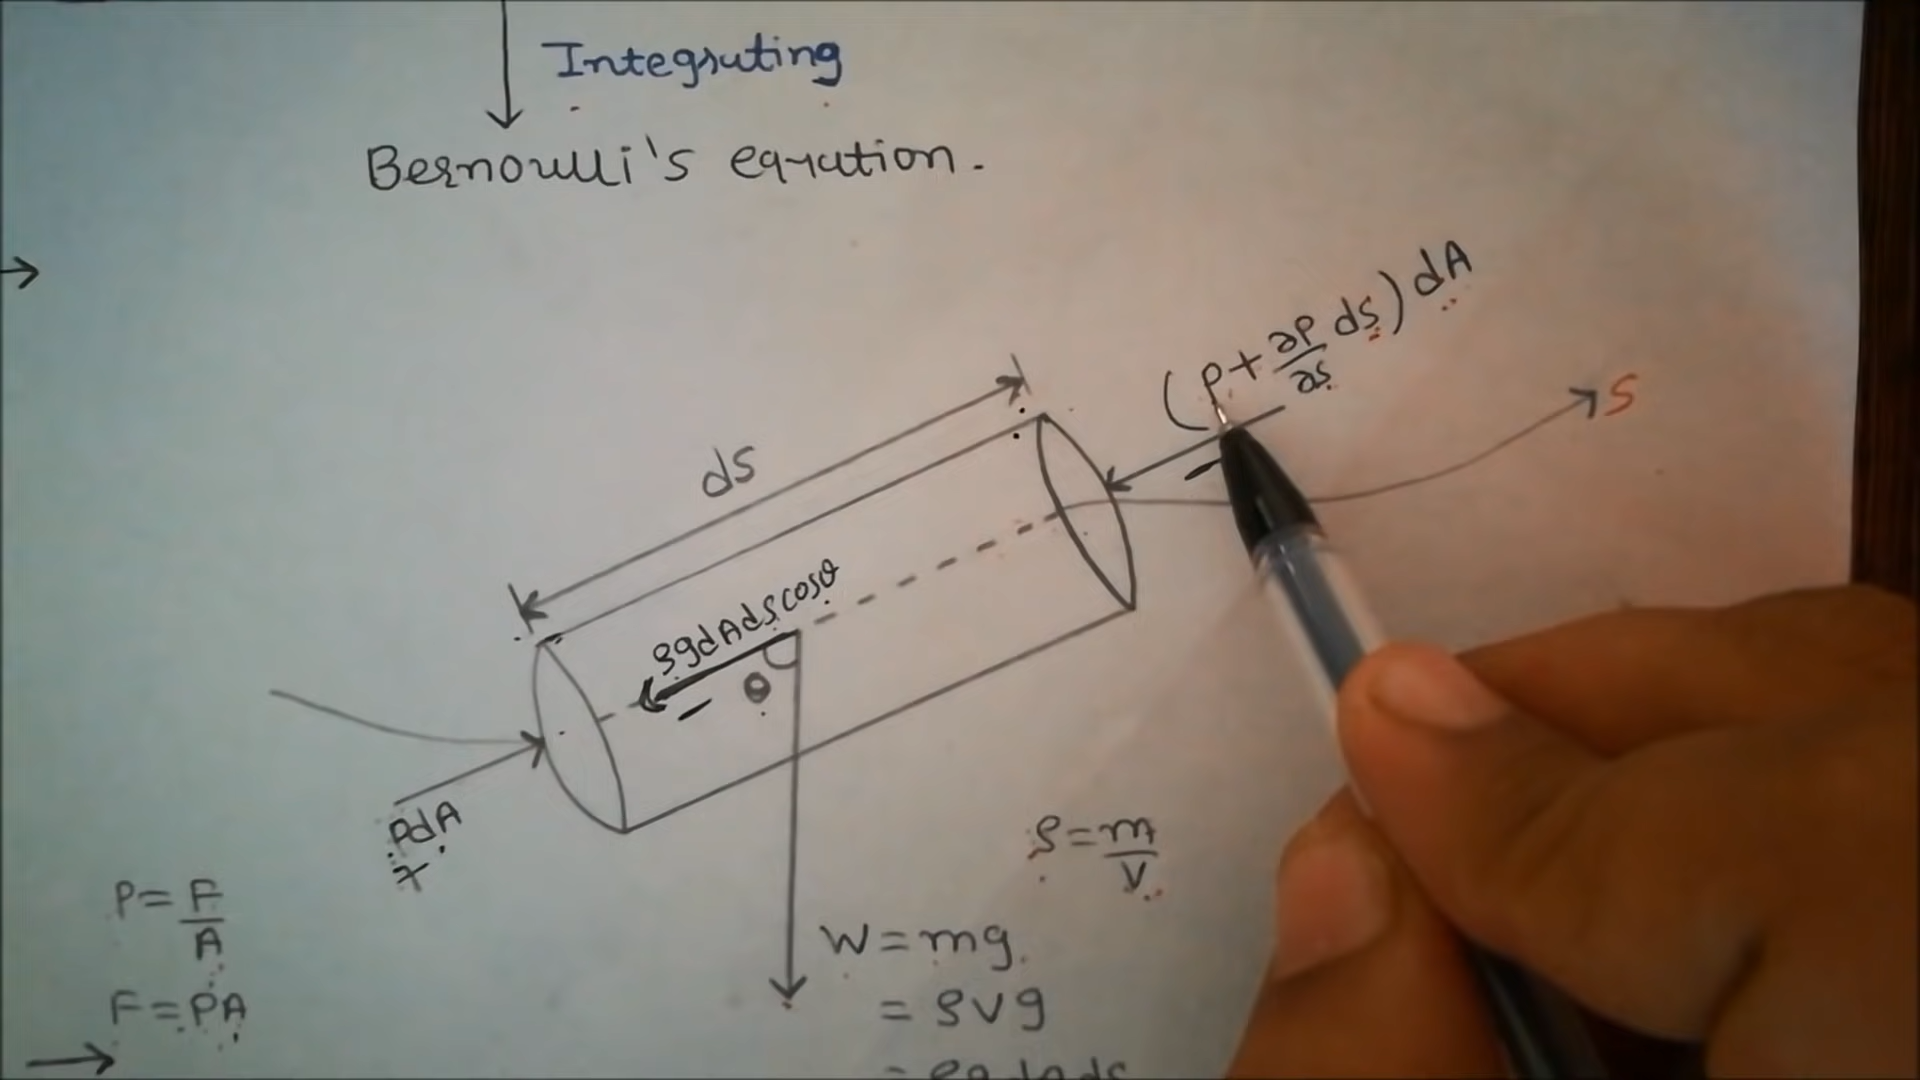 Integrating
Bernoulli's equation.
(P+∂P/∂s ds) dA
S
ds
ρgdAdscosθ
θ
PdA
+
ρ=m/V
P=F/A
F=PA
W=mg
=ρVg